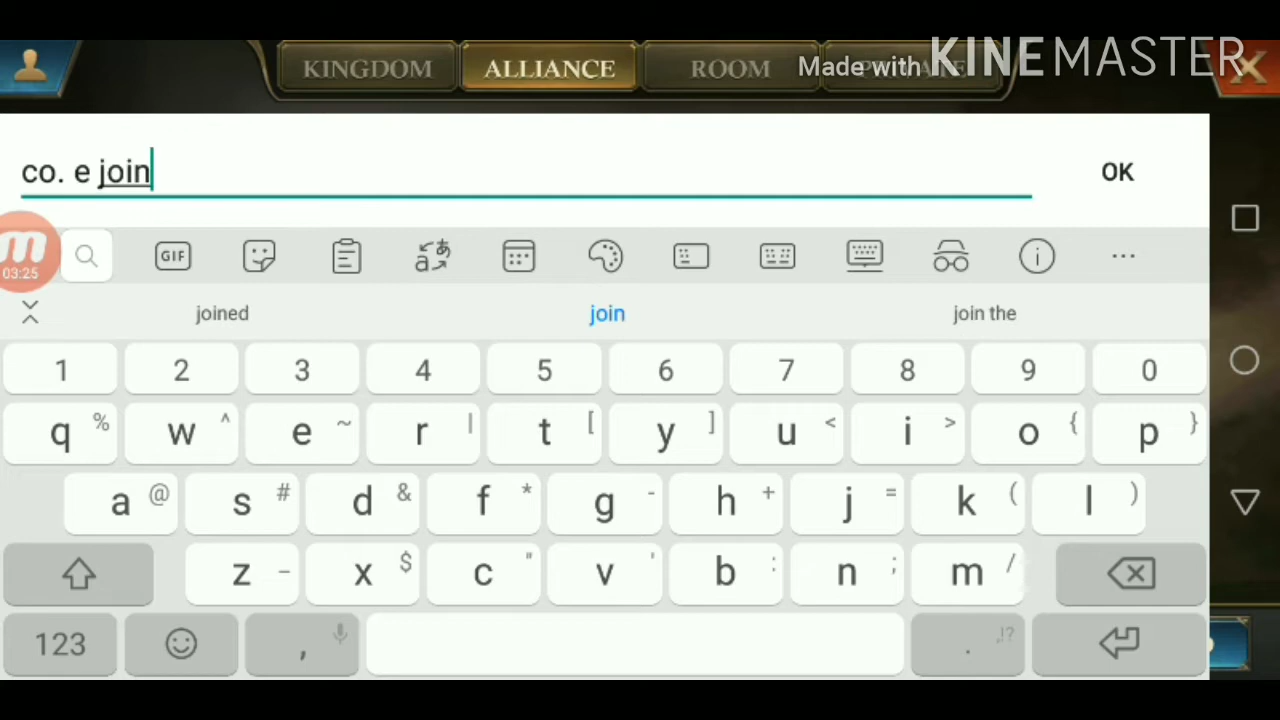 KINGDOM ALLIANCE ROOM Made with KINEMASTER
co. e join OK
03:25 GIF
joined join join the
1 2 3 4 5 6 7 8 9 0
q % w ^ e ~ r | t [ y ] u < i > o { p }
a @ s # d & f * g - h + j = k ( l )
z _ x $ c " v ' b : n ; m /
123 , . ,!?